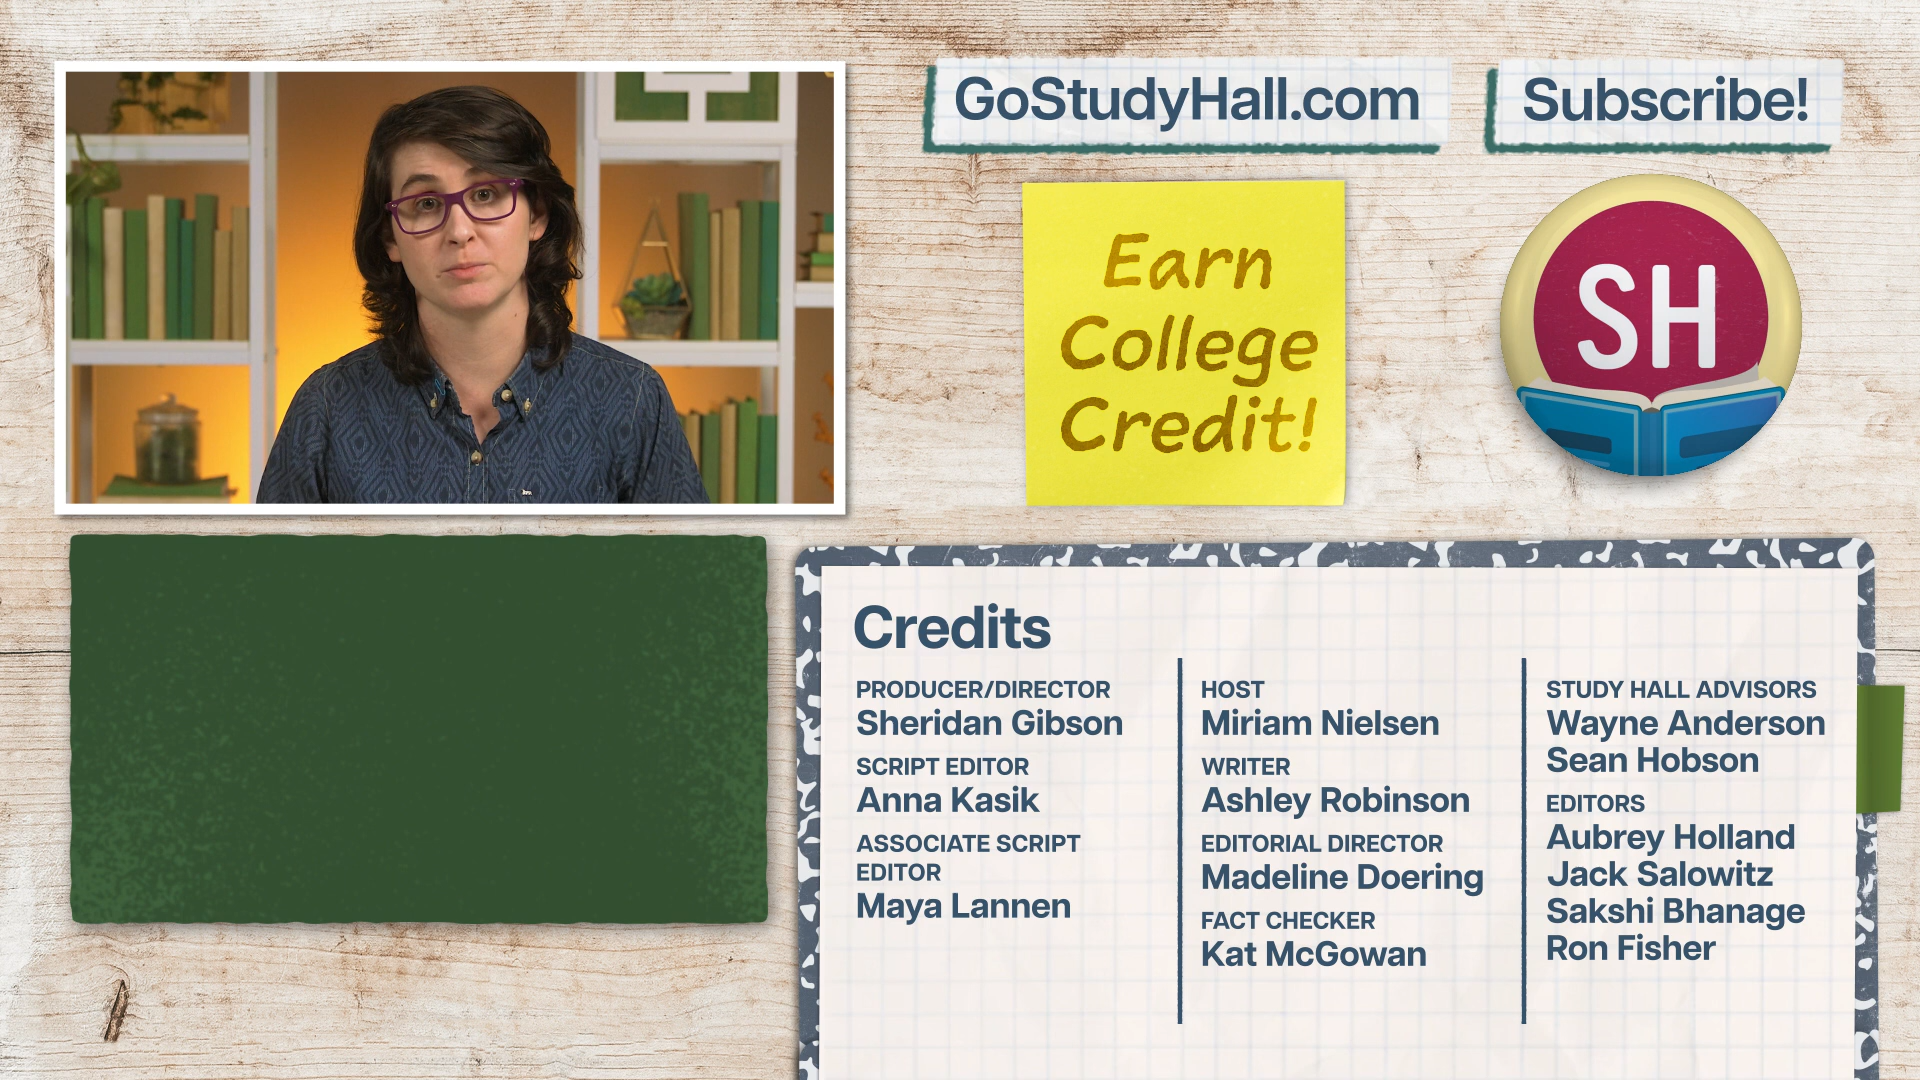 GoStudyHall.com
Subscribe!
Earn
College
Credit!
SH
Credits
PRODUCER/DIRECTOR
Sheridan Gibson
SCRIPT EDITOR
Anna Kasik
ASSOCIATE SCRIPT
EDITOR
Maya Lannen
HOST
Miriam Nielsen
WRITER
Ashley Robinson
EDITORIAL DIRECTOR
Madeline Doering
FACT CHECKER
Kat McGowan
STUDY HALL ADVISORS
Wayne Anderson
Sean Hobson
EDITORS
Aubrey Holland
Jack Salowitz
Sakshi Bhanage
Ron Fisher